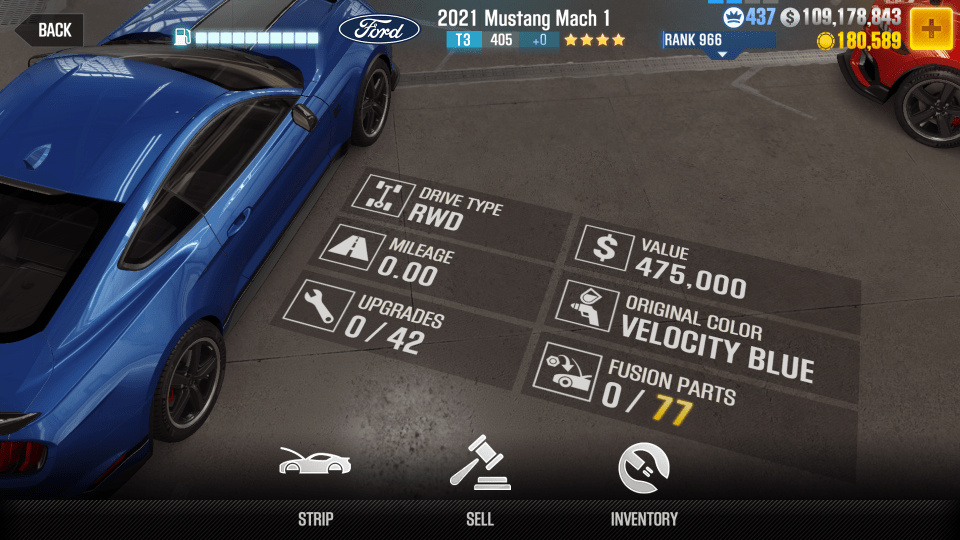 BACK
Ford
2021 Mustang Mach 1
T3 405 +0
437
109,178,843
RANK 966
180,589
DRIVE TYPE
RWD
MILEAGE
0.00
UPGRADES
0 / 42
VALUE
475,000
ORIGINAL COLOR
VELOCITY BLUE
FUSION PARTS
0 / 77
STRIP
SELL
INVENTORY